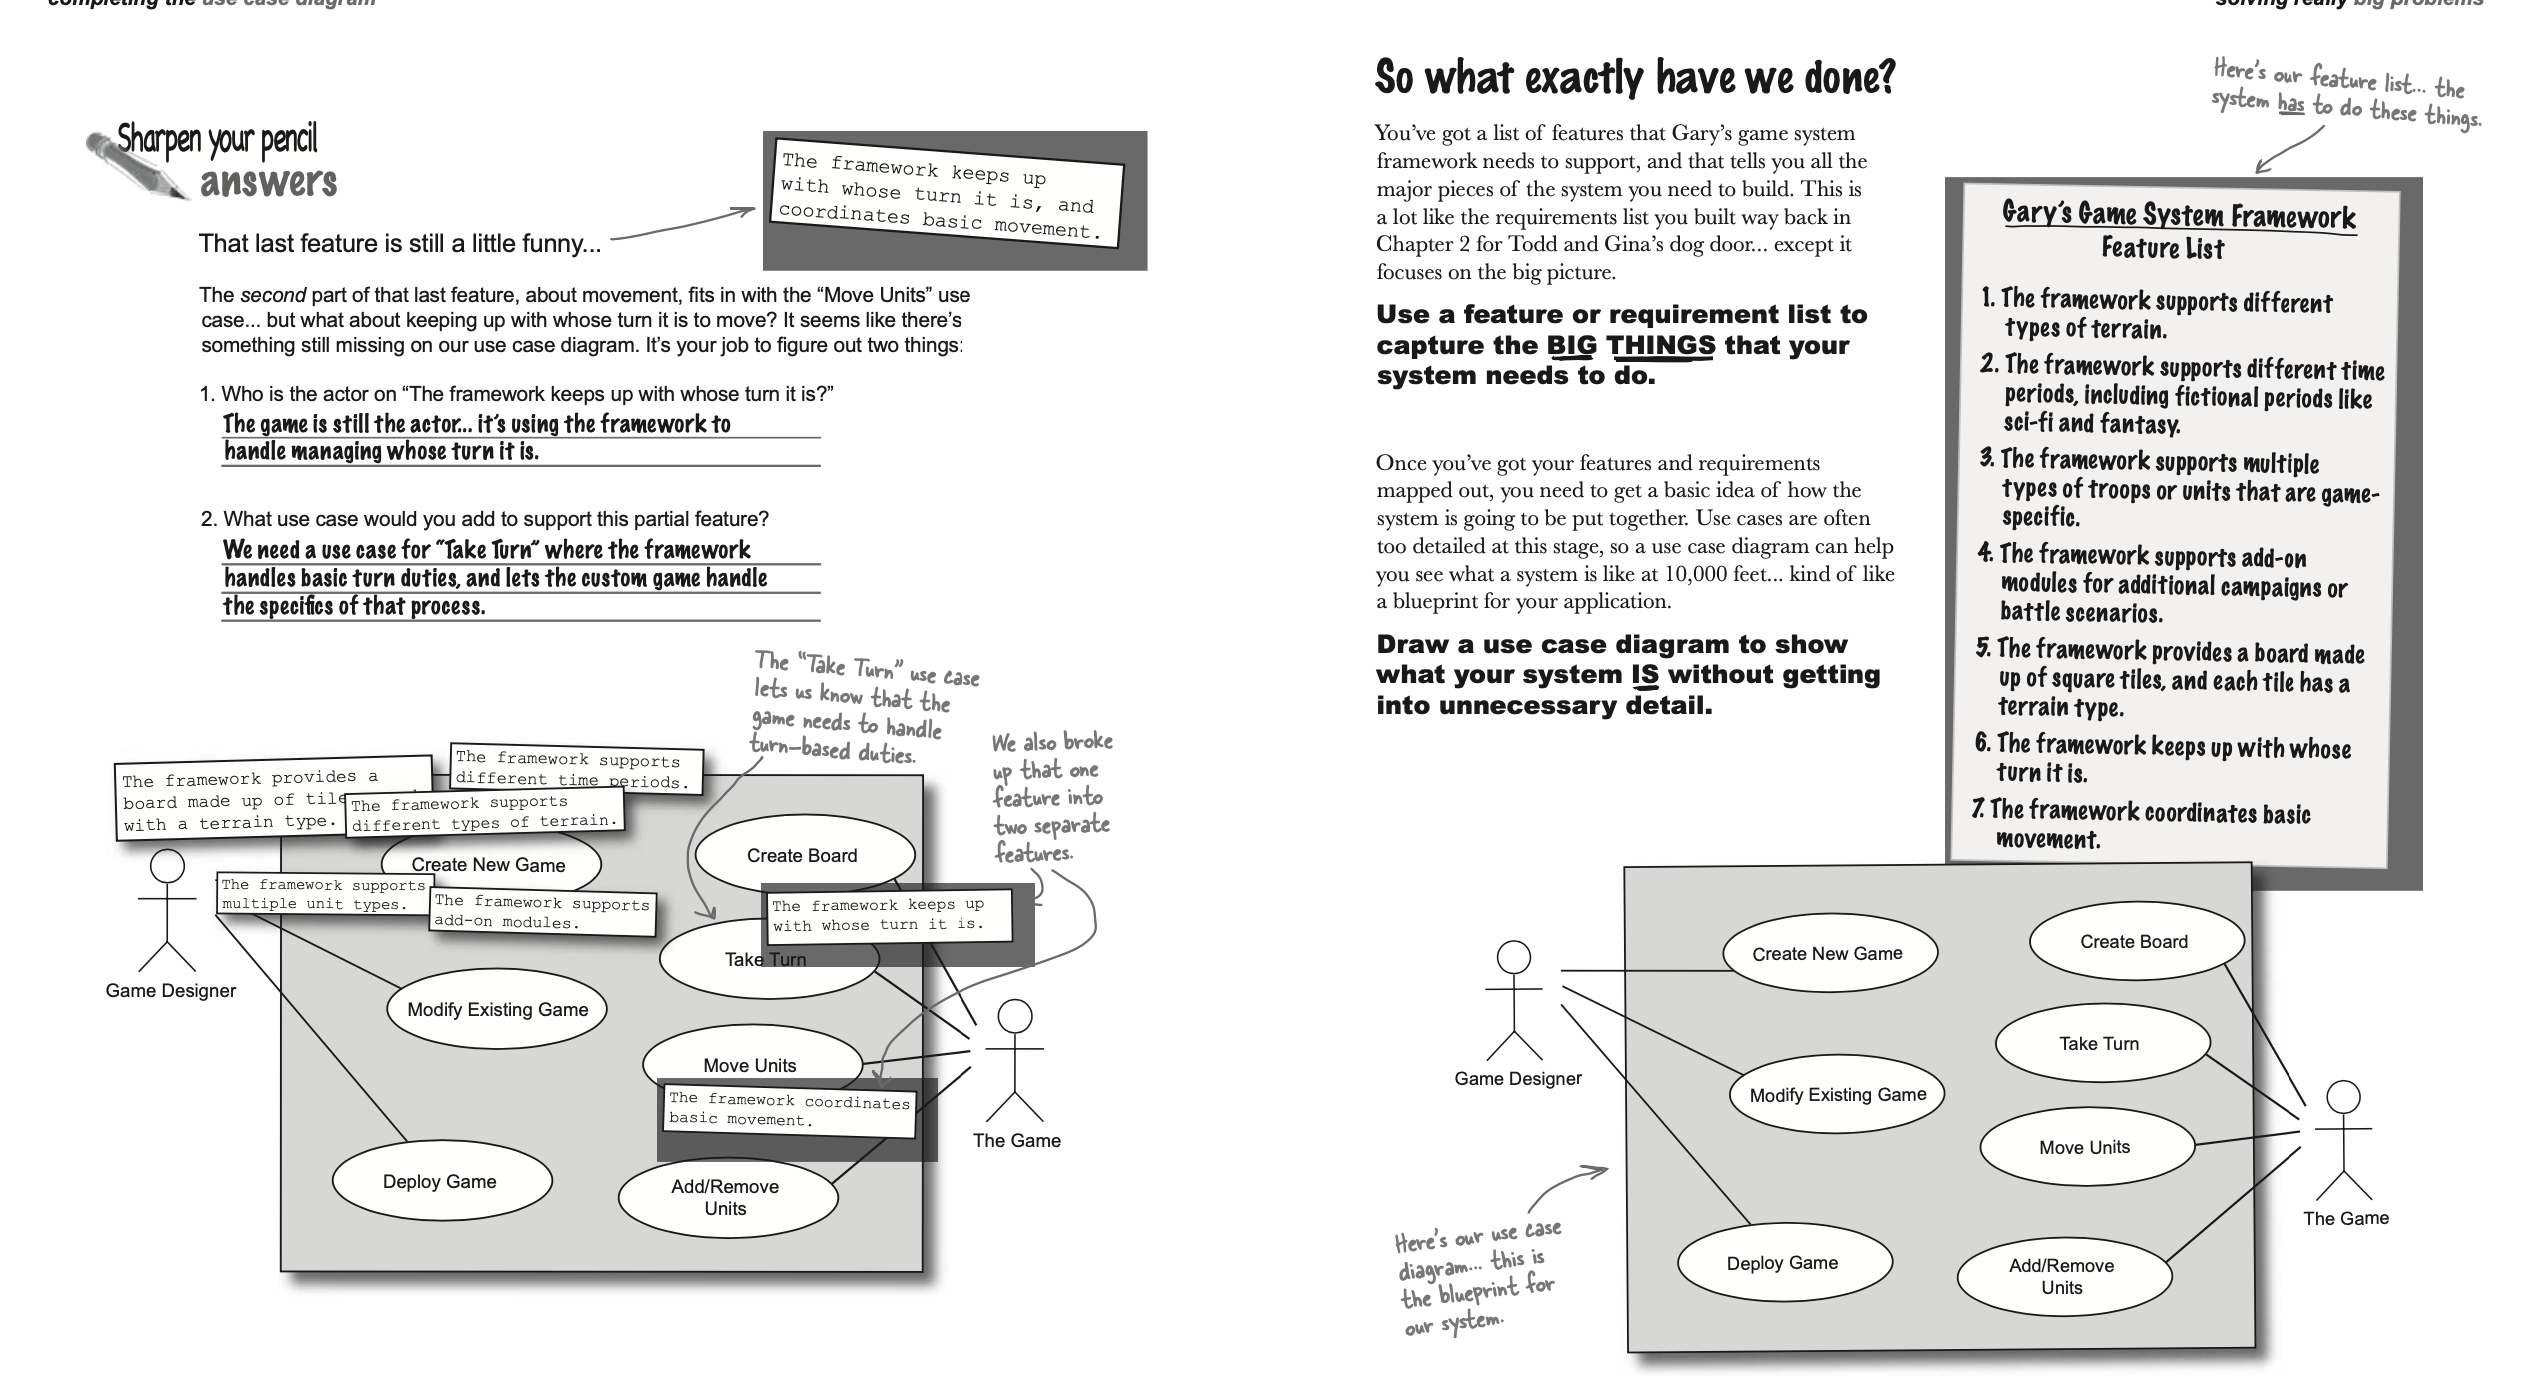 completing the use case diagram
Sharpen your pencil
answers
The framework keeps up
with whose turn it is, and
coordinates basic movement.
That last feature is still a little funny...
The second part of that last feature, about movement, fits in with the “Move Units” use
case... but what about keeping up with whose turn it is to move? It seems like there’s
something still missing on our use case diagram. It’s your job to figure out two things:
1. Who is the actor on “The framework keeps up with whose turn it is?”
The game is still the actor... it’s using the framework to
handle managing whose turn it is.
2. What use case would you add to support this partial feature?
We need a use case for “Take Turn” where the framework
handles basic turn duties, and lets the custom game handle
the specifics of that process.
The “Take Turn” use case
lets us know that the
game needs to handle
turn-based duties.
We also broke
up that one
feature into
two separate
features.
The framework provides a
board made up of tile
with a terrain type.
The framework supports
different time periods.
The framework supports
different types of terrain.
Create New Game
Create Board
The framework supports
multiple unit types.
The framework supports
add-on modules.
The framework keeps up
with whose turn it is.
Take Turn
Game Designer
Modify Existing Game
Move Units
The framework coordinates
basic movement.
The Game
Deploy Game
Add/Remove
Units
solving really big problems
So what exactly have we done?
Here’s our feature list... the
system has to do these things.
You’ve got a list of features that Gary’s game system
framework needs to support, and that tells you all the
major pieces of the system you need to build. This is
a lot like the requirements list you built way back in
Chapter 2 for Todd and Gina’s dog door... except it
focuses on the big picture.
Use a feature or requirement list to
capture the BIG THINGS that your
system needs to do.
Once you’ve got your features and requirements
mapped out, you need to get a basic idea of how the
system is going to be put together. Use cases are often
too detailed at this stage, so a use case diagram can help
you see what a system is like at 10,000 feet... kind of like
a blueprint for your application.
Draw a use case diagram to show
what your system IS without getting
into unnecessary detail.
Gary’s Game System Framework
Feature List
1. The framework supports different
types of terrain.
2. The framework supports different time
periods, including fictional periods like
sci-fi and fantasy.
3. The framework supports multiple
types of troops or units that are game-
specific.
4. The framework supports add-on
modules for additional campaigns or
battle scenarios.
5. The framework provides a board made
up of square tiles, and each tile has a
terrain type.
6. The framework keeps up with whose
turn it is.
7. The framework coordinates basic
movement.
Create New Game
Create Board
Take Turn
Game Designer
Modify Existing Game
Move Units
The Game
Deploy Game
Add/Remove
Units
Here’s our use case
diagram... this is
the blueprint for
our system.